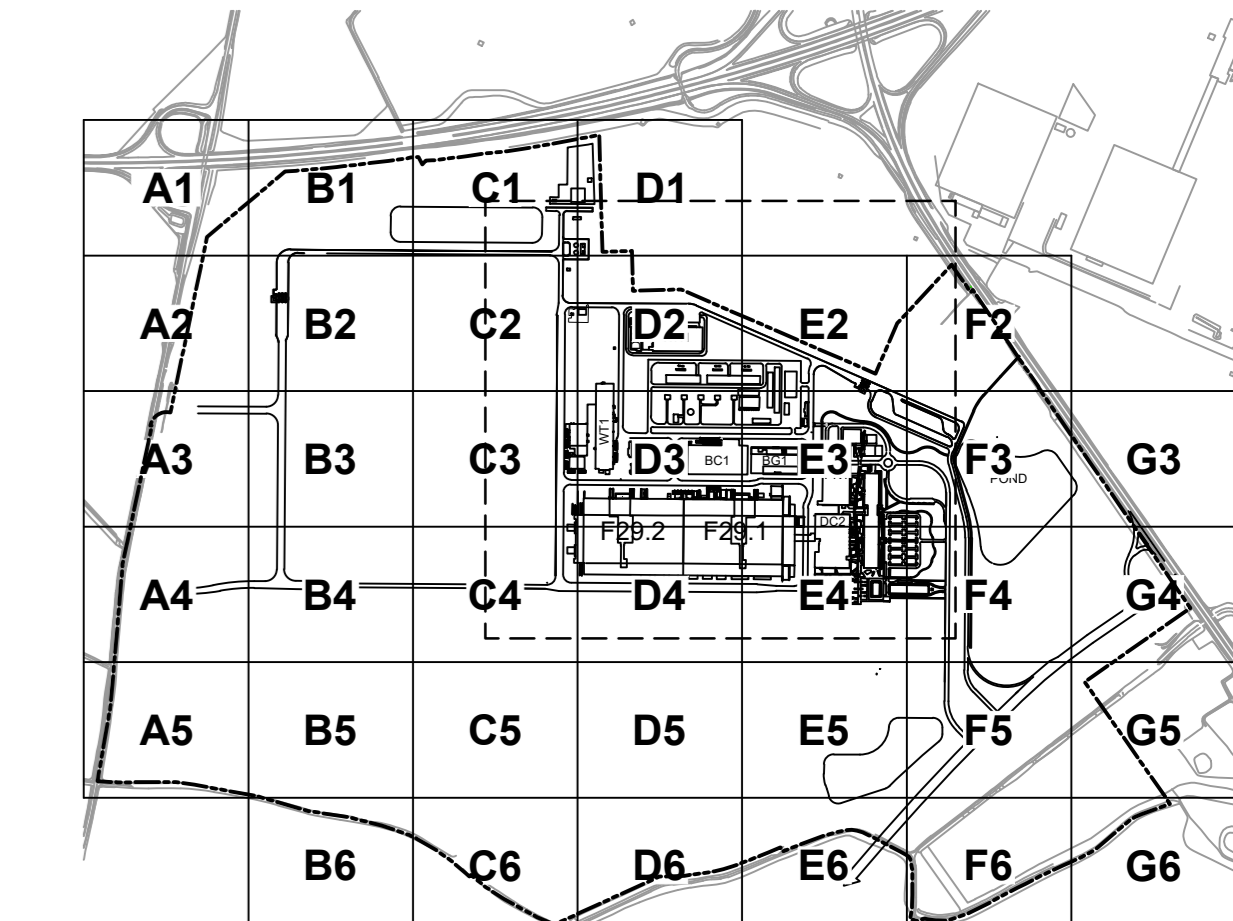 A1 B1 C1 D1
A2 B2 C2 D2 E2 F2
WT1
A3 B3 C3 D3 BC1 BG1 E3 F3 G3
POND
F29.2 F29.1 DC2
A4 B4 C4 D4 E4 F4 G4
A5 B5 C5 D5 E5 F5 G5
B6 C6 D6 E6 F6 G6